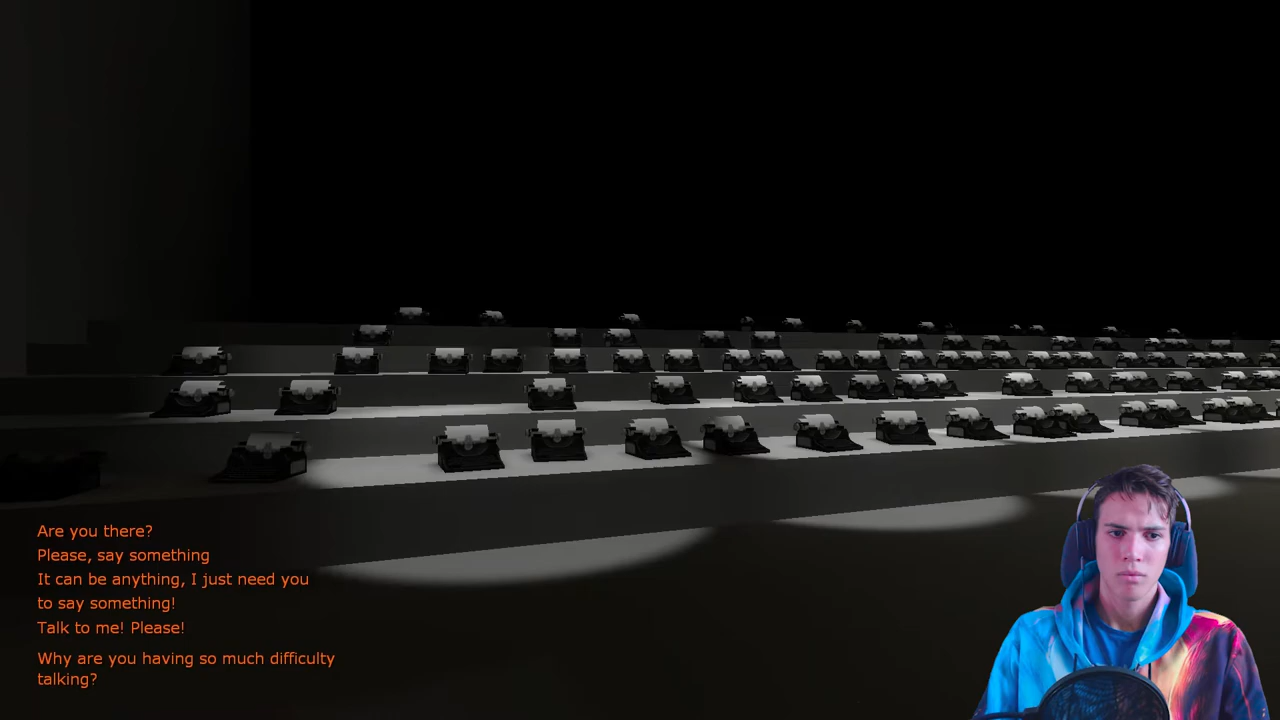 Are you there?
Please, say something
It can be anything, I just need you
to say something!
Talk to me! Please!
Why are you having so much difficulty
talking?